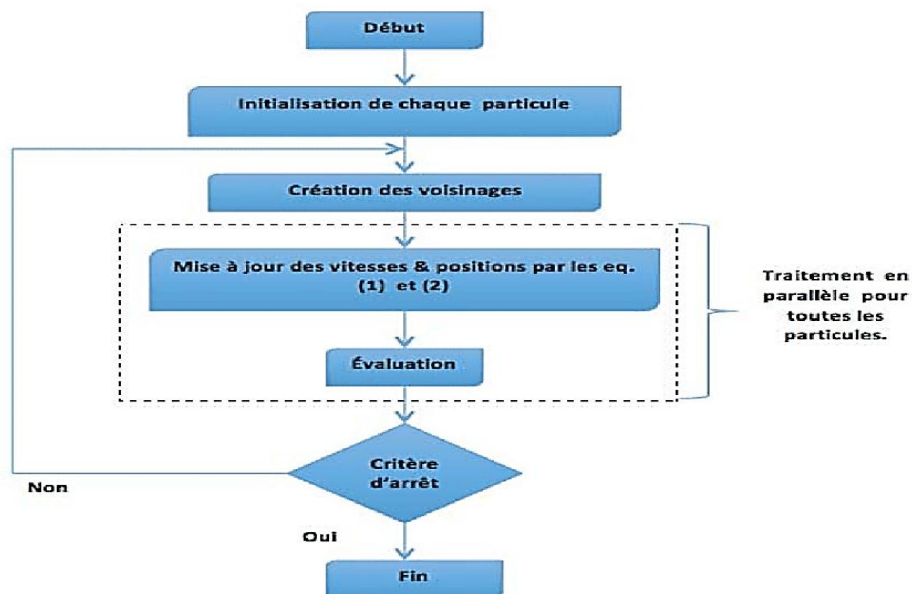 Début
Initialisation de chaque particule
Création des voisinages
Mise à jour des vitesses & positions par les eq.
(1) et (2)
Traitement en
parallèle pour
toutes les
particules.
Évaluation
Critère
d'arrêt
Non
Oui
Fin